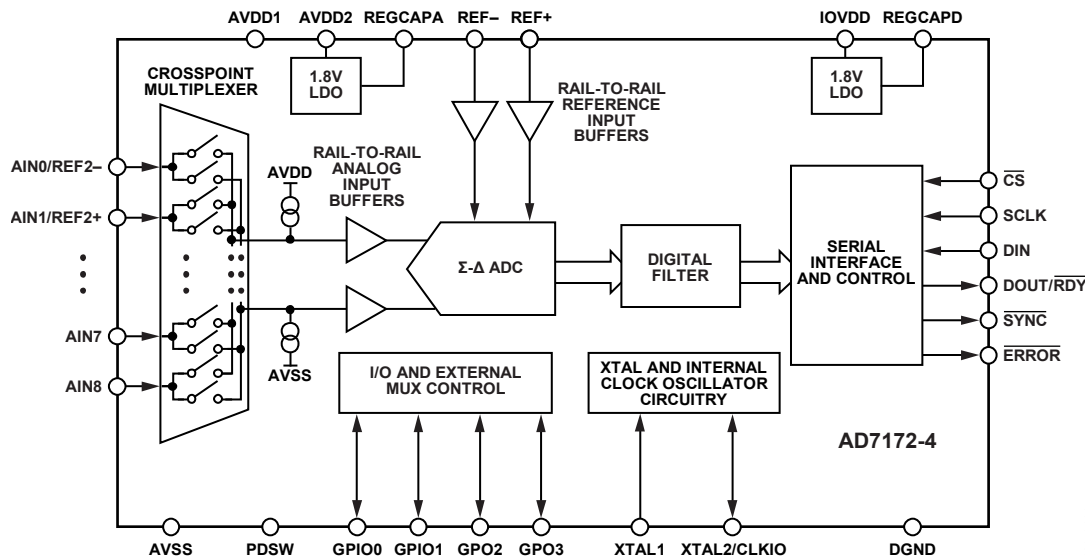 AVDD1
AVDD2
REGCAPA
REF–
REF+
IOVDD
REGCAPD
CROSSPOINT
MULTIPLEXER
1.8V
LDO
RAIL-TO-RAIL
REFERENCE
INPUT
BUFFERS
1.8V
LDO
RAIL-TO-RAIL
ANALOG
INPUT
BUFFERS
AIN0/REF2–
AIN1/REF2+
AIN7
AIN8
AVDD
AVSS
Σ-Δ ADC
DIGITAL
FILTER
SERIAL
INTERFACE
AND CONTROL
CS
SCLK
DIN
DOUT/RDY
SYNC
ERROR
I/O AND EXTERNAL
MUX CONTROL
XTAL AND INTERNAL
CLOCK OSCILLATOR
CIRCUITRY
AD7172-4
AVSS
PDSW
GPIO0
GPIO1
GPO2
GPO3
XTAL1
XTAL2/CLKIO
DGND